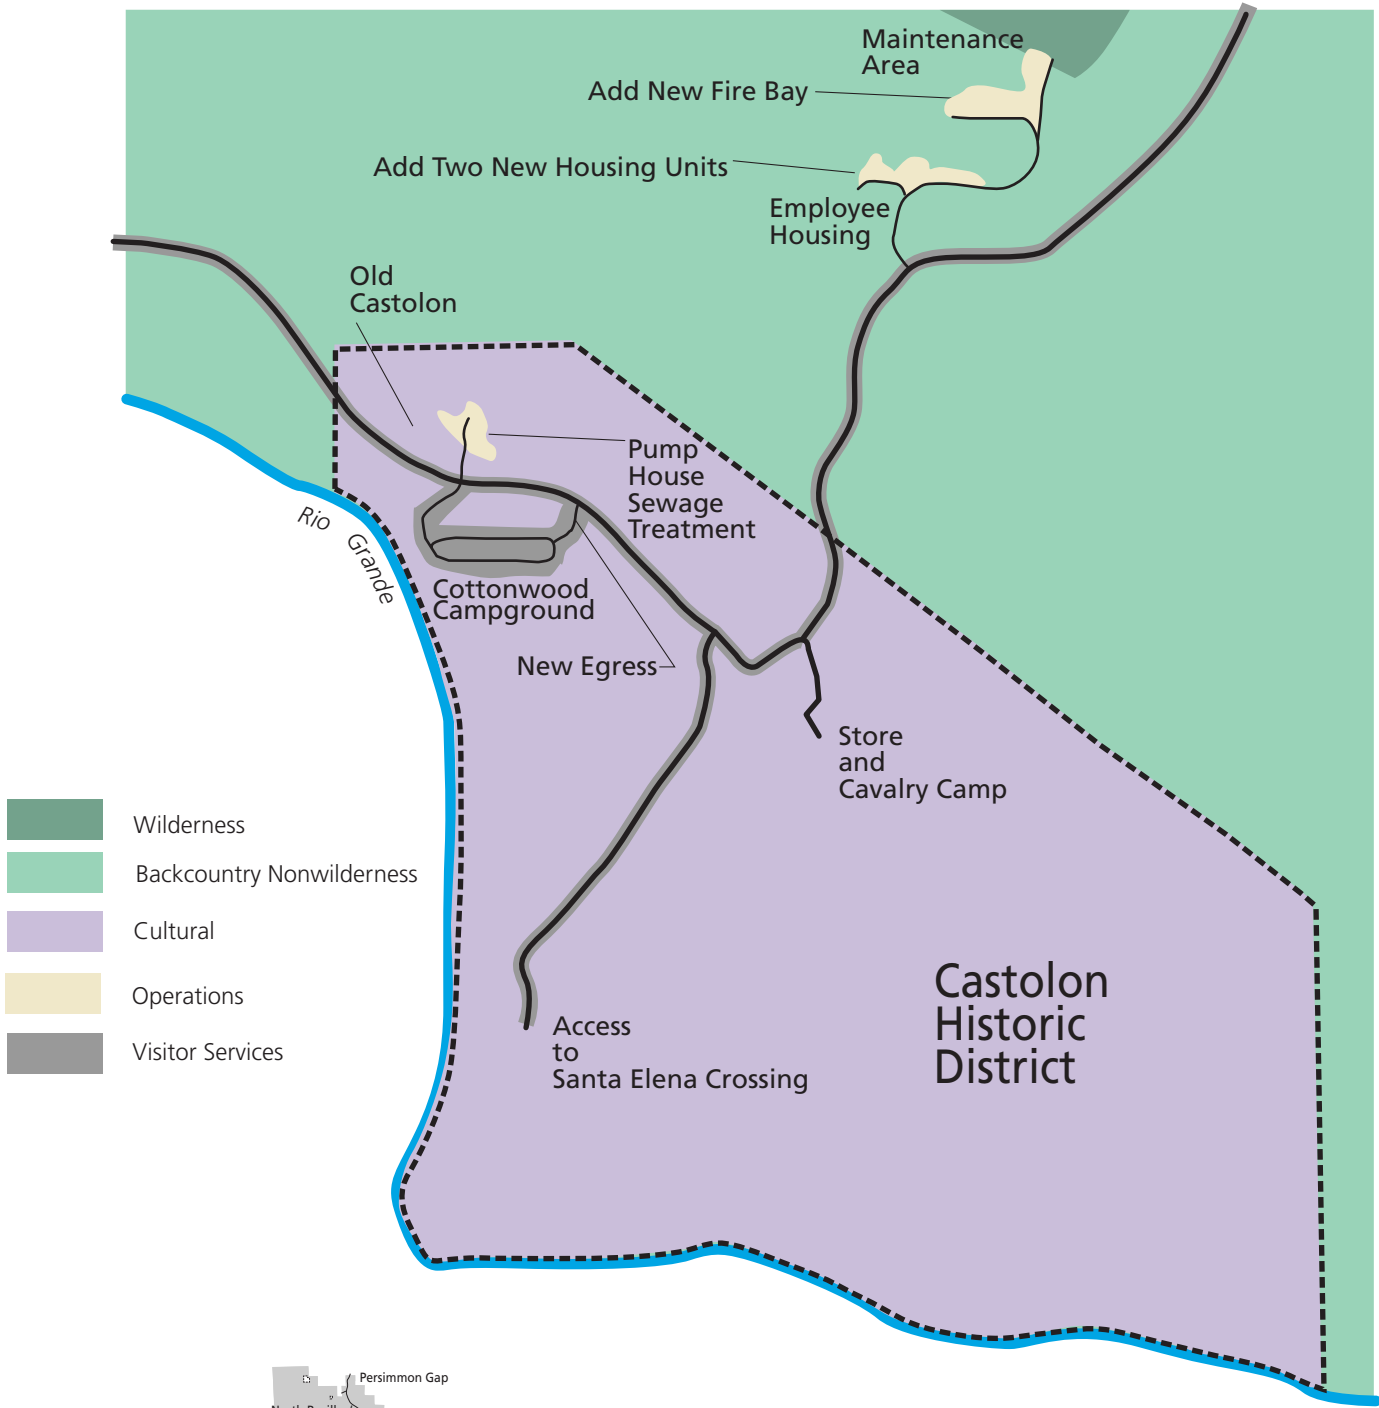 Maintenance
Area
Add New Fire Bay
Add Two New Housing Units
Employee
Housing
Old
Castolon
Pump
House
Sewage
Treatment
Rio Grande
Cottonwood
Campground
New Egress
Store
and
Cavalry Camp
Wilderness
Backcountry Nonwilderness
Cultural
Operations
Visitor Services
Castolon
Historic
District
Access
to
Santa Elena Crossing
Persimmon Gap